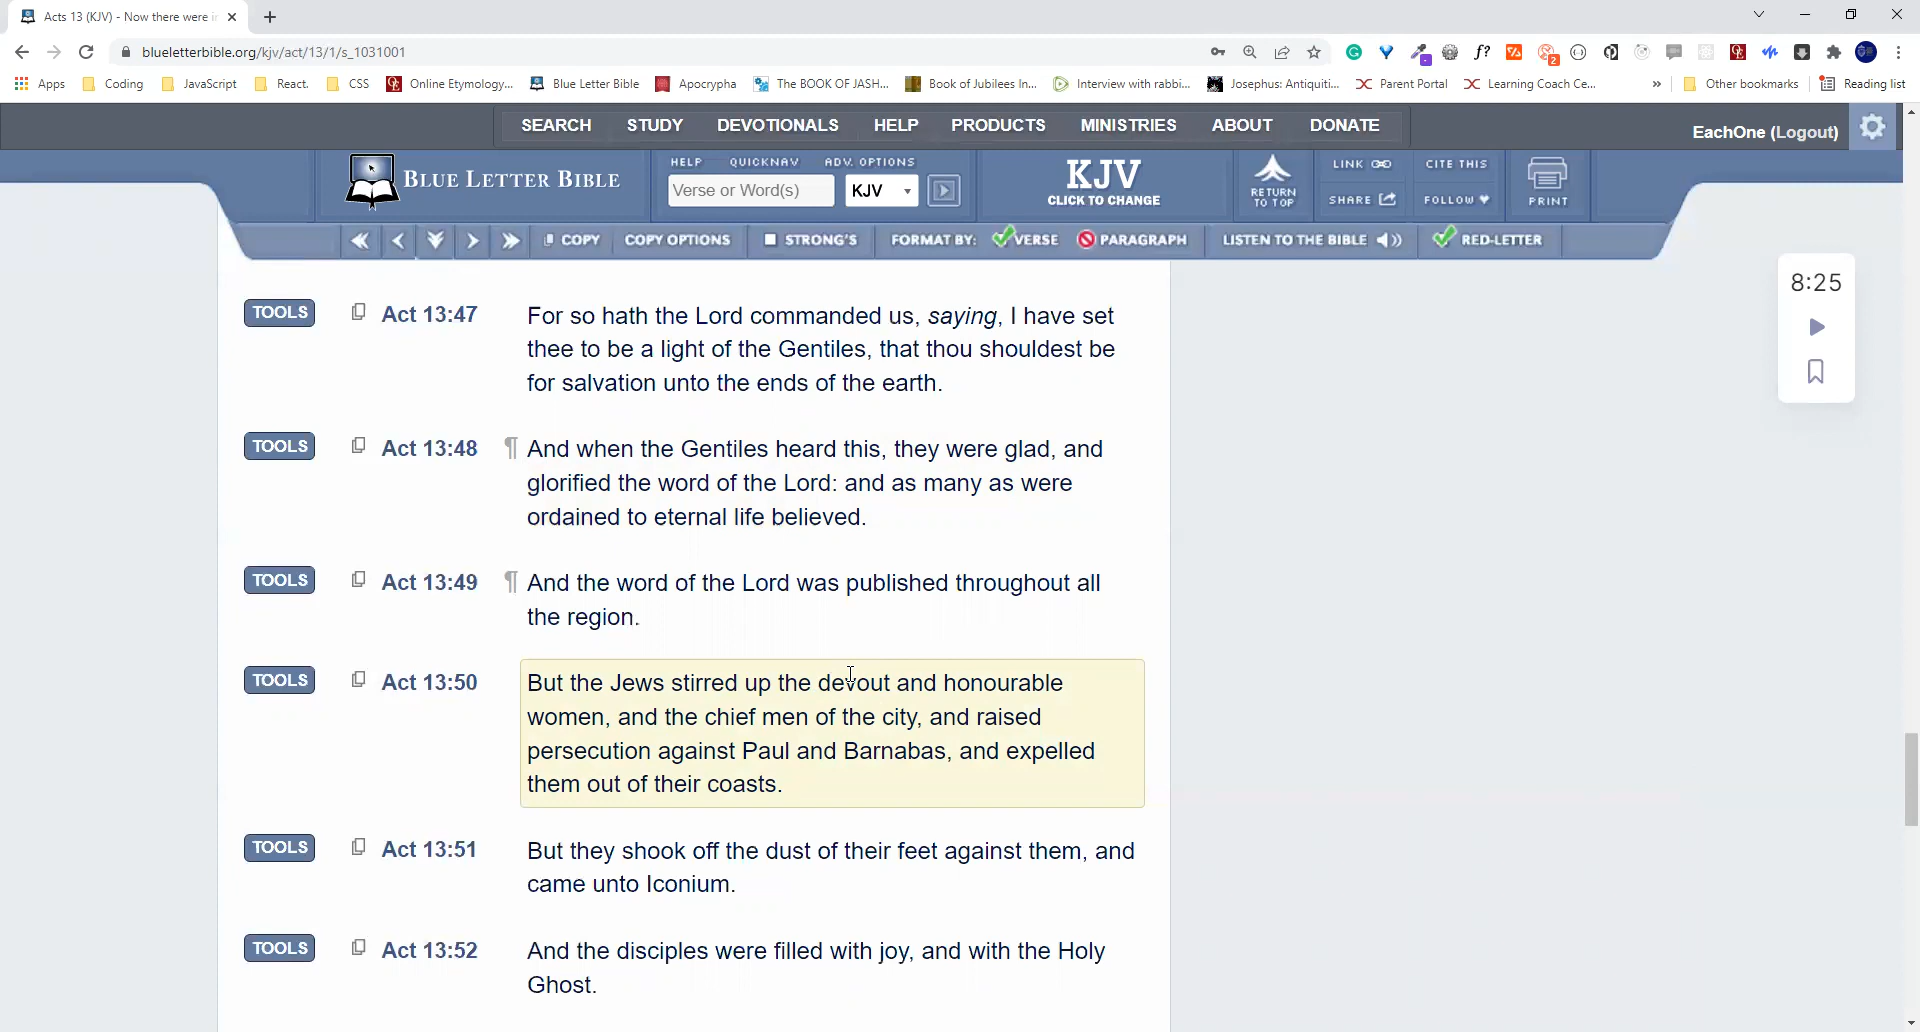 Acts 13 (KJV) - Now there were in
blueletterbible.org/kjv/act/13/1/s_1031001
Apps Coding JavaScript React. CSS Online Etymology... Blue Letter Bible Apocrypha The BOOK OF JASH... Book of Jubilees In... Interview with rabbi... Josephus: Antiquiti... Parent Portal Learning Coach Ce... » Other bookmarks Reading list
SEARCH STUDY DEVOTIONALS HELP PRODUCTS MINISTRIES ABOUT DONATE
EachOne (Logout)
HELP QUICKNAV ADV. OPTIONS
BLUE LETTER BIBLE
Verse or Word(s) KJV
KJV
CLICK TO CHANGE
RETURN
TO TOP
LINK CITE THIS
SHARE FOLLOW
PRINT
COPY COPY OPTIONS STRONG'S FORMAT BY: VERSE PARAGRAPH LISTEN TO THE BIBLE RED-LETTER
8:25
TOOLS Act 13:47 For so hath the Lord commanded us, saying, I have set
thee to be a light of the Gentiles, that thou shouldest be
for salvation unto the ends of the earth.
TOOLS Act 13:48 ¶ And when the Gentiles heard this, they were glad, and
glorified the word of the Lord: and as many as were
ordained to eternal life believed.
TOOLS Act 13:49 ¶ And the word of the Lord was published throughout all
the region.
TOOLS Act 13:50 But the Jews stirred up the devout and honourable
women, and the chief men of the city, and raised
persecution against Paul and Barnabas, and expelled
them out of their coasts.
TOOLS Act 13:51 But they shook off the dust of their feet against them, and
came unto Iconium.
TOOLS Act 13:52 And the disciples were filled with joy, and with the Holy
Ghost.